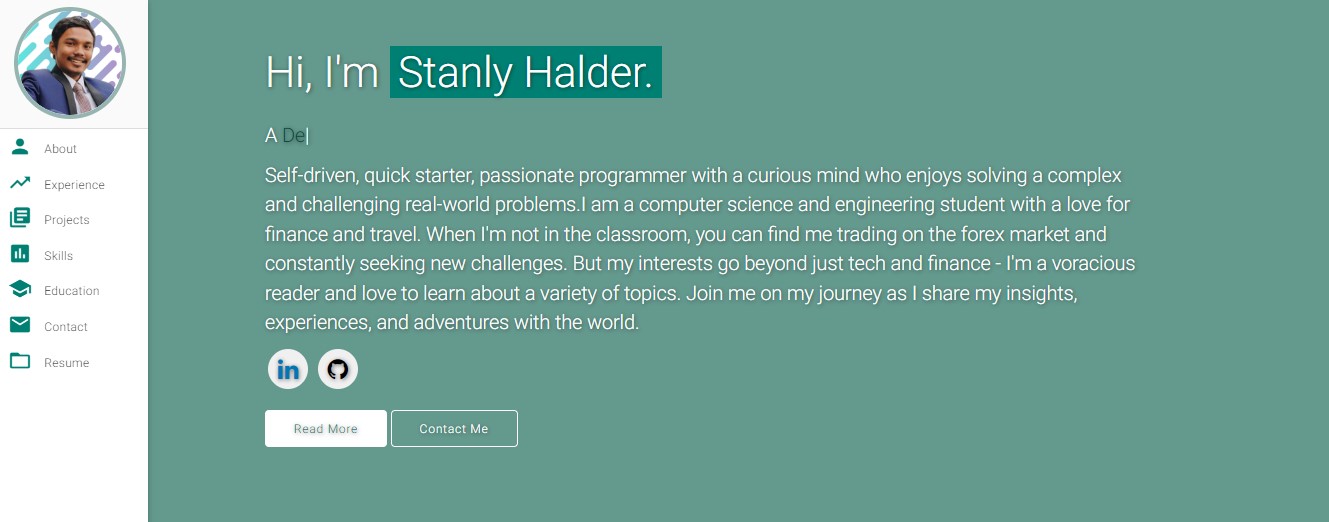 About
Experience
Projects
Skills
Education
Contact
Resume
Hi, I'm Stanly Halder.
A De|
Self-driven, quick starter, passionate programmer with a curious mind who enjoys solving a complex
and challenging real-world problems.I am a computer science and engineering student with a love for
finance and travel. When I'm not in the classroom, you can find me trading on the forex market and
constantly seeking new challenges. But my interests go beyond just tech and finance - I'm a voracious
reader and love to learn about a variety of topics. Join me on my journey as I share my insights,
experiences, and adventures with the world.
in
Read More Contact Me